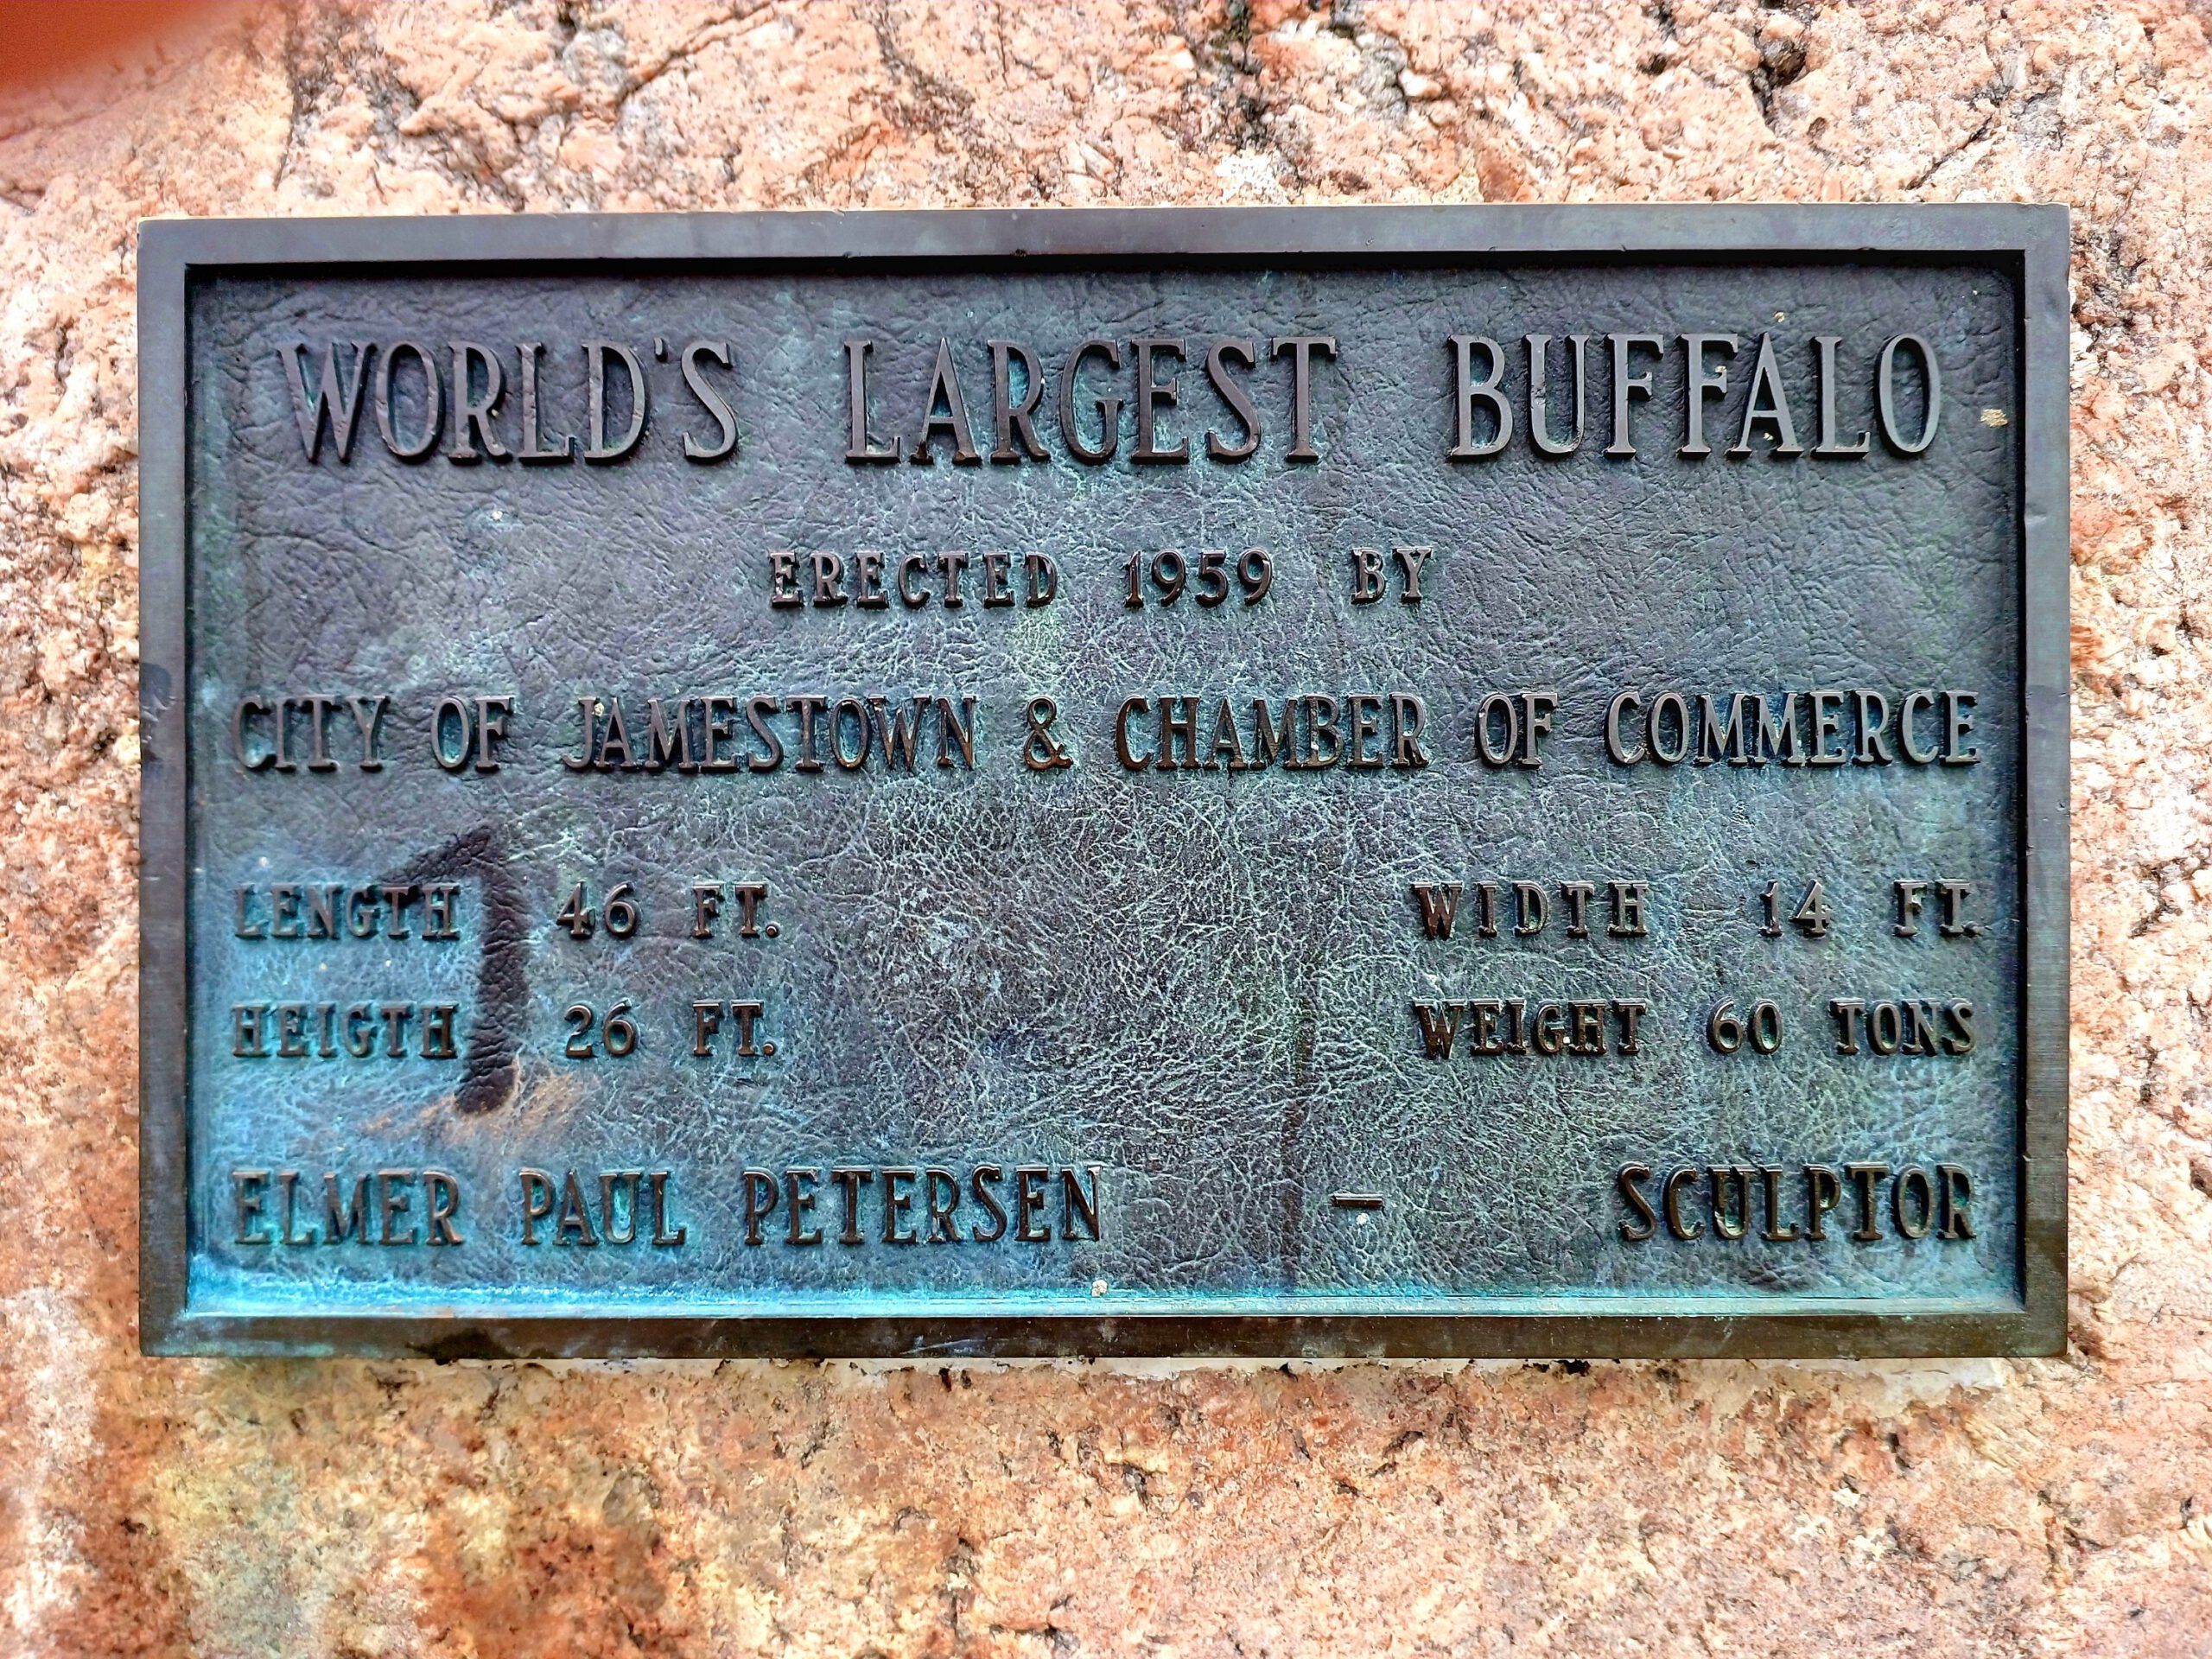 WORLD'S LARGEST BUFFALO
ERECTED 1959 BY
CITY OF JAMESTOWN & CHAMBER OF COMMERCE
LENGTH 46 FT. WIDTH 14 FT.
HEIGTH 26 FT. WEIGHT 60 TONS
ELMER PAUL PETERSEN – SCULPTOR